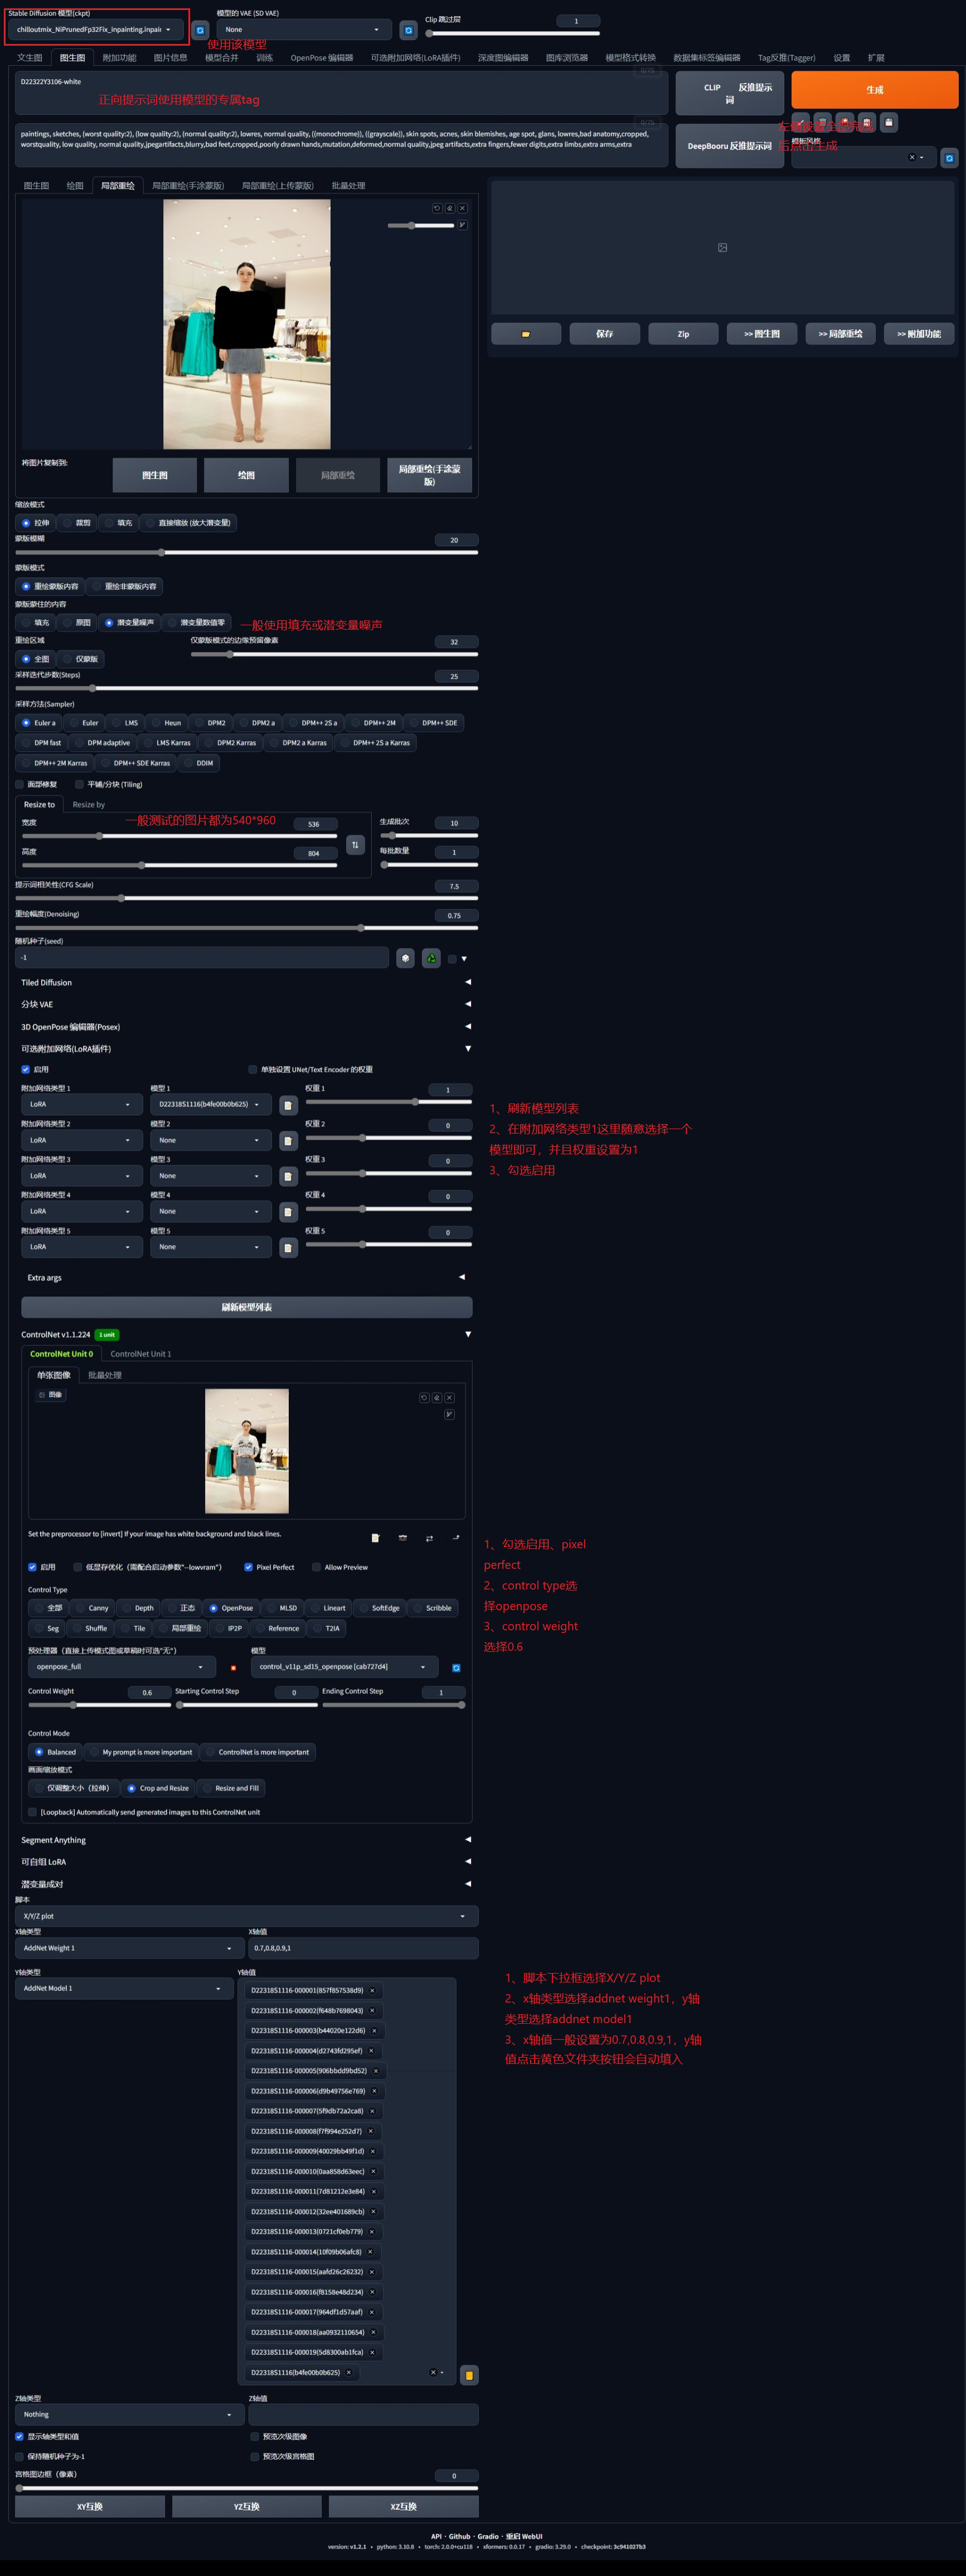 Stable Diffusion 模型(ckpt)
模型的 VAE (SD VAE)
Clip 跳过层
1
chilloutmix_NiPrunedFp32Fix_inpainting.inpai
None
使用该模型
文生图
图生图
附加功能
图片信息
模型合并
训练
OpenPose 编辑器
可选附加网络(LoRA插件)
深度图编辑器
图库浏览器
模型格式转换
数据集标签编辑器
Tag反推(Tagger)
设置
扩展
0/75
D22322Y3106-white
正向提示词使用模型的专属tag
CLIP 反推提示
词
生成
0/75
paintings, sketches, (worst quality:2), (low quality:2), (normal quality:2), lowres, normal quality, ((monochrome)), ((grayscale)), skin spots, acnes, skin blemishes, age spot, glans, lowres,bad anatomy,cropped,
worstquality, low quality, normal quality,jpegartifacts,blurry,bad feet,cropped,poorly drawn hands,mutation,deformed,normal quality,jpeg artifacts,extra fingers,fewer digits,extra limbs,extra arms,extra
DeepBooru 反推提示词
模板风格
后点击生成
图生图
绘图
局部重绘
局部重绘(手涂蒙版)
局部重绘(上传蒙版)
批量处理
保存
Zip
>> 图生图
>> 局部重绘
>> 附加功能
将图片复制到:
图生图
绘图
局部重绘
局部重绘(手涂蒙
版)
缩放模式
拉伸
裁剪
填充
直接缩放 (放大潜变量)
蒙版模糊
20
蒙版模式
重绘蒙版内容
重绘非蒙版内容
蒙版蒙住的内容
填充
原图
潜变量噪声
潜变量数值零
一般使用填充或潜变量噪声
重绘区域
仅蒙版模式的边缘预留像素
32
全图
仅蒙版
采样迭代步数(Steps)
25
采样方法(Sampler)
Euler a
Euler
LMS
Heun
DPM2
DPM2 a
DPM++ 2S a
DPM++ 2M
DPM++ SDE
DPM fast
DPM adaptive
LMS Karras
DPM2 Karras
DPM2 a Karras
DPM++ 2S a Karras
DPM++ 2M Karras
DPM++ SDE Karras
DDIM
面部修复
平铺/分块 (Tiling)
Resize to
Resize by
宽度
一般测试的图片都为540*960
536
生成批次
10
高度
804
每批数量
1
提示词相关性(CFG Scale)
7.5
重绘幅度(Denoising)
0.75
随机种子(seed)
-1
Tiled Diffusion
分块 VAE
3D OpenPose 编辑器(Posex)
可选附加网络(LoRA插件)
启用
单独设置 UNet/Text Encoder 的权重
附加网络类型 1
模型 1
权重 1
1
LoRA
D22318S1116(b4fe00b0b625)
附加网络类型 2
模型 2
权重 2
0
LoRA
None
附加网络类型 3
模型 3
权重 3
0
LoRA
None
附加网络类型 4
模型 4
权重 4
0
LoRA
None
附加网络类型 5
模型 5
权重 5
0
LoRA
None
1、刷新模型列表
2、在附加网络类型1这里随意选择一个
模型即可，并且权重设置为1
3、勾选启用
Extra args
刷新模型列表
ControlNet v1.1.224
1 unit
ControlNet Unit 0
ControlNet Unit 1
单张图像
批量处理
图像
Set the preprocessor to [invert] If your image has white background and black lines.
启用
低显存优化（需配合启动参数"--lowvram"）
Pixel Perfect
Allow Preview
1、勾选启用、pixel
perfect
2、control type选
择openpose
3、control weight
选择0.6
Control Type
全部
Canny
Depth
正态
OpenPose
MLSD
Lineart
SoftEdge
Scribble
Seg
Shuffle
Tile
局部重绘
IP2P
Reference
T2IA
预处理器（直接上传模式图或草稿时可选"无"）
模型
openpose_full
control_v11p_sd15_openpose [cab727d4]
Control Weight
0.6
Starting Control Step
0
Ending Control Step
1
Control Mode
Balanced
My prompt is more important
ControlNet is more important
画面缩放模式
仅调整大小（拉伸）
Crop and Resize
Resize and Fill
[Loopback] Automatically send generated images to this ControlNet unit
Segment Anything
可自组 LoRA
潜变量成对
脚本
X/Y/Z plot
X轴类型
X轴值
AddNet Weight 1
0.7,0.8,0.9,1
Y轴类型
Y轴值
AddNet Model 1
D22318S1116-000001(857f857538d9)
D22318S1116-000002(f648b7698043)
D22318S1116-000003(b44020e122d6)
D22318S1116-000004(d2743fd295ef)
D22318S1116-000005(906bbdd9bd52)
D22318S1116-000006(d9b49756e769)
D22318S1116-000007(5f9db72a2ca8)
D22318S1116-000008(f7f994e252d7)
D22318S1116-000009(40029bb49f1d)
D22318S1116-000010(0aa858d63eec)
D22318S1116-000011(7d81212e3e84)
D22318S1116-000012(32ee401689cb)
D22318S1116-000013(0721cf0eb779)
D22318S1116-000014(10f09b06afc8)
D22318S1116-000015(aafd26c26232)
D22318S1116-000016(f8158e48d234)
D22318S1116-000017(964df1d57aaf)
D22318S1116-000018(aa0932110654)
D22318S1116-000019(5d8300ab1fca)
D22318S1116(b4fe00b0b625)
1、脚本下拉框选择X/Y/Z plot
2、x轴类型选择addnet weight1，y轴
类型选择addnet model1
3、x轴值一般设置为0.7,0.8,0.9,1，y轴
值点击黄色文件夹按钮会自动填入
Z轴类型
Z轴值
Nothing
显示轴类型和值
预览次级图像
保持随机种子为-1
预览次级宫格图
宫格图边框（像素）
0
XY互换
YZ互换
XZ互换
API · Github · Gradio · 重启 WebUI
version: v1.2.1 • python: 3.10.8 • torch: 2.0.0+cu118 • xformers: 0.0.17 • gradio: 3.29.0 • checkpoint: 3c941027b3